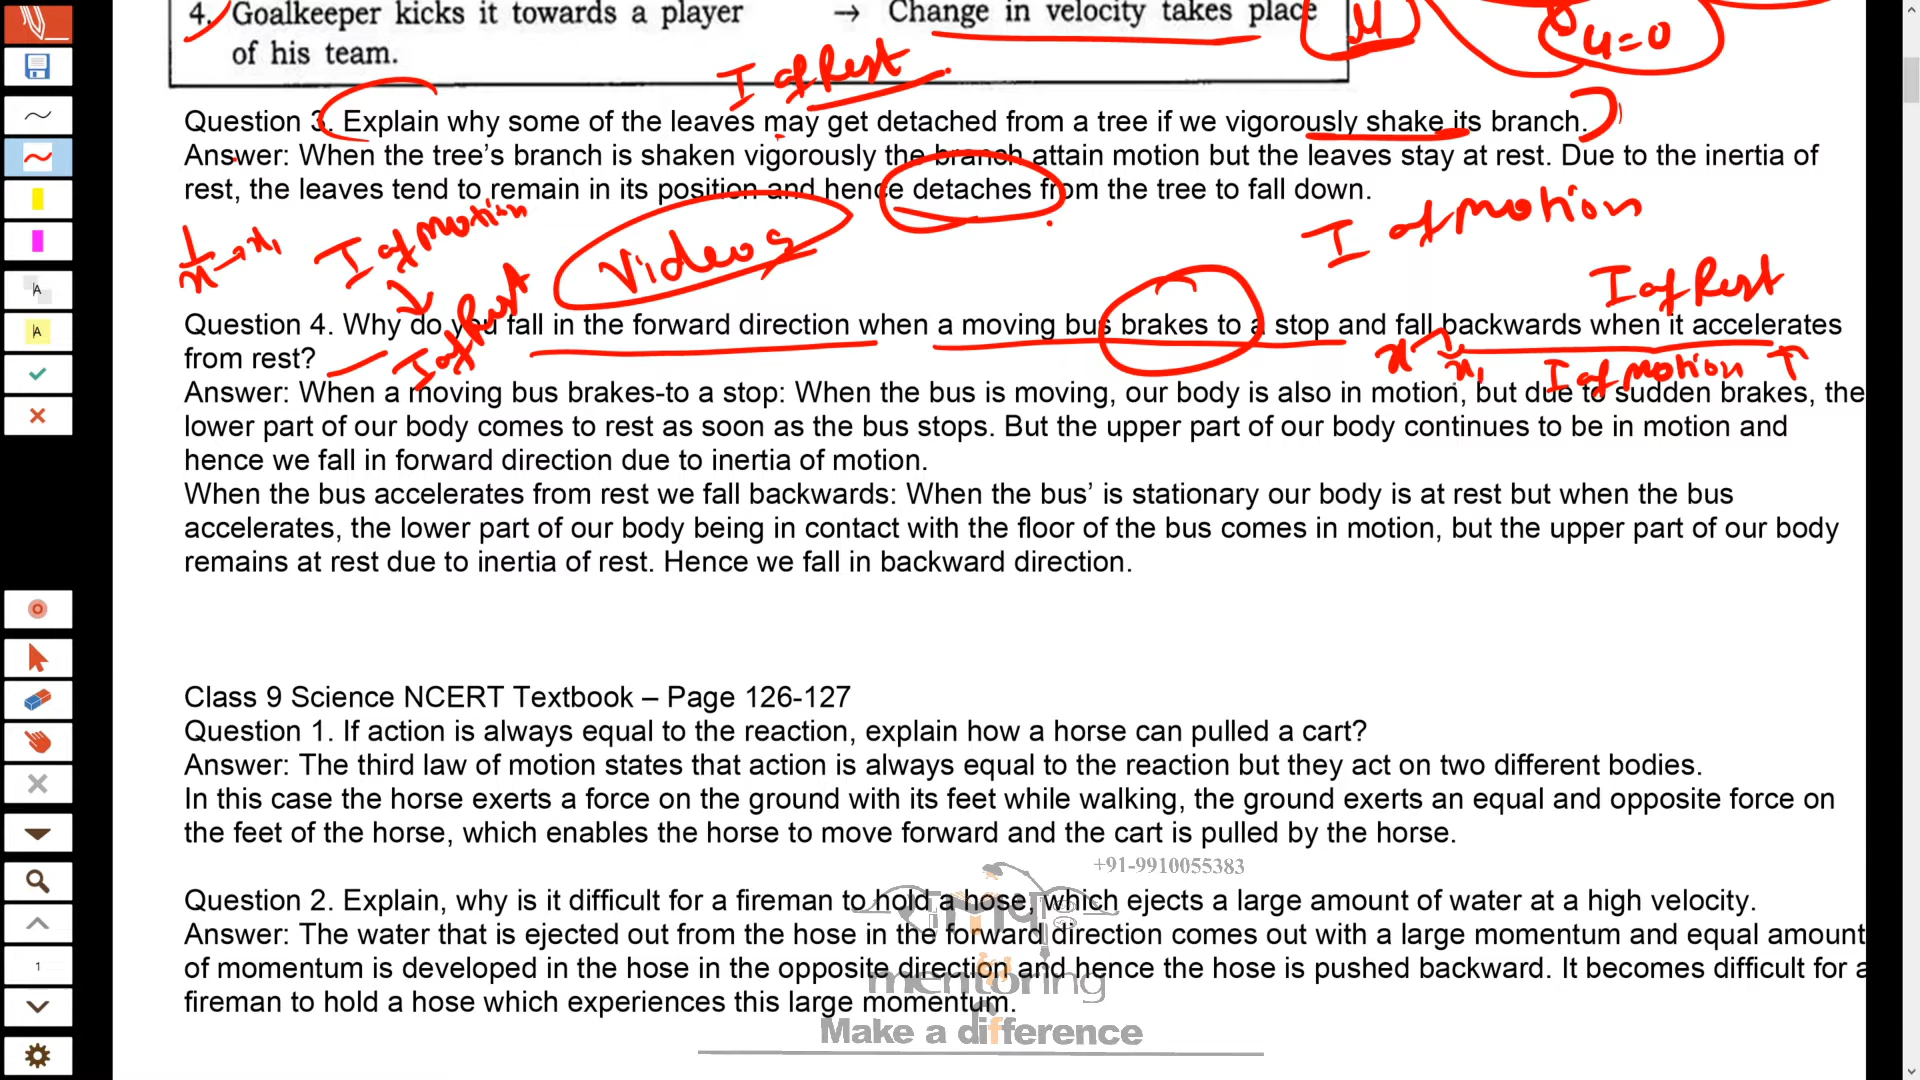 4. Goalkeeper kicks it towards a player → Change in velocity takes place
of his team.
u
u=0
I of Rest
Question 3. Explain why some of the leaves may get detached from a tree if we vigorously shake its branch.
Answer: When the tree’s branch is shaken vigorously the branch attain motion but the leaves stay at rest. Due to the inertia of
rest, the leaves tend to remain in its position and hence detaches from the tree to fall down.
I of motion
I of motion
Videos
I of Rest
I of Rest
Question 4. Why do you fall in the forward direction when a moving bus brakes to a stop and fall backwards when it accelerates
from rest?
x x₁ I of motion
Answer: When a moving bus brakes-to a stop: When the bus is moving, our body is also in motion, but due to sudden brakes, the
lower part of our body comes to rest as soon as the bus stops. But the upper part of our body continues to be in motion and
hence we fall in forward direction due to inertia of motion.
When the bus accelerates from rest we fall backwards: When the bus’ is stationary our body is at rest but when the bus
accelerates, the lower part of our body being in contact with the floor of the bus comes in motion, but the upper part of our body
remains at rest due to inertia of rest. Hence we fall in backward direction.
Class 9 Science NCERT Textbook – Page 126-127
Question 1. If action is always equal to the reaction, explain how a horse can pulled a cart?
Answer: The third law of motion states that action is always equal to the reaction but they act on two different bodies.
In this case the horse exerts a force on the ground with its feet while walking, the ground exerts an equal and opposite force on
the feet of the horse, which enables the horse to move forward and the cart is pulled by the horse.
+91-9910055383
Question 2. Explain, why is it difficult for a fireman to hold a hose, which ejects a large amount of water at a high velocity.
Answer: The water that is ejected out from the hose in the forward direction comes out with a large momentum and equal amount
of momentum is developed in the hose in the opposite direction and hence the hose is pushed backward. It becomes difficult for a
mentoring
fireman to hold a hose which experiences this large momentum.
Make a difference
A
A
1